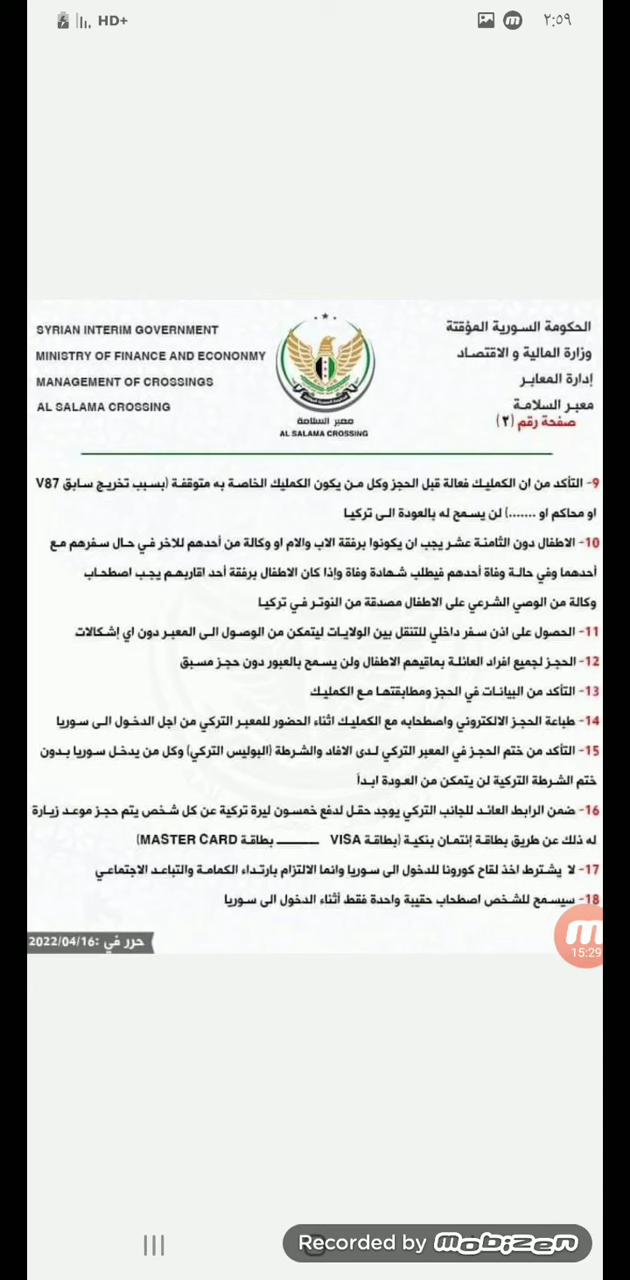 HD+
٢:٥٩
SYRIAN INTERIM GOVERNMENT
MINISTRY OF FINANCE AND ECONONMY
MANAGEMENT OF CROSSINGS
AL SALAMA CROSSING
معبر السلامة
AL SALAMA CROSSING
الحكومة السورية المؤقتة
وزارة المالية و الاقتصاد
إدارة المعابر
معبر السلامة
صفحة رقم (٢)
9- التأكد من ان الكمليك فعالة قبل الحجز وكل من يكون الكمليك الخاصة به متوقفة (بسبب تخريج سابق V87
او محاكم او .......) لن يسمح له بالعودة الى تركيا
10- الاطفال دون الثامنة عشر يجب ان يكونوا برفقة الاب والام او وكالة من أحدهم للاخر في حال سفرهم مع
أحدهما وفي حالة وفاة أحدهم فيطلب شهادة وفاة وإذا كان الاطفال برفقة أحد اقاربهم يجب اصطحاب
وكالة من الوصي الشرعي على الاطفال مصدقة من النوتر في تركيا
11- الحصول على اذن سفر داخلي للتنقل بين الولايات ليتمكن من الوصول الى المعبر دون اي إشكالات
12- الحجز لجميع افراد العائلة بماقيهم الاطفال ولن يسمح بالعبور دون حجز مسبق
13- التأكد من البيانات في الحجز ومطابقتها مع الكمليك
14- طباعة الحجز الالكتروني واصطحابه مع الكمليك اثناء الحضور للمعبر التركي من اجل الدخول الى سوريا
15- التأكد من ختم الحجز في المعبر التركي لدى الافاد والشرطة (البوليس التركي) وكل من يدخل سوريا بدون
ختم الشرطة التركية لن يتمكن من العودة ابداً
16- ضمن الرابط العائد للجانب التركي يوجد حقل لدفع خمسون ليرة تركية عن كل شخص يتم حجز موعد زيارة
له ذلك عن طريق بطاقة إئتمان بنكية (بطاقة VISA ـــــــــ بطاقة MASTER CARD)
17- لا يشترط اخذ لقاح كورونا للدخول الى سوريا وانما الالتزام بارتداء الكمامة والتباعد الاجتماعي
18- سيسمح للشخص اصطحاب حقيبة واحدة فقط أثناء الدخول الى سوريا
حرر في :2022/04/16
15:29
Recorded by mobizen